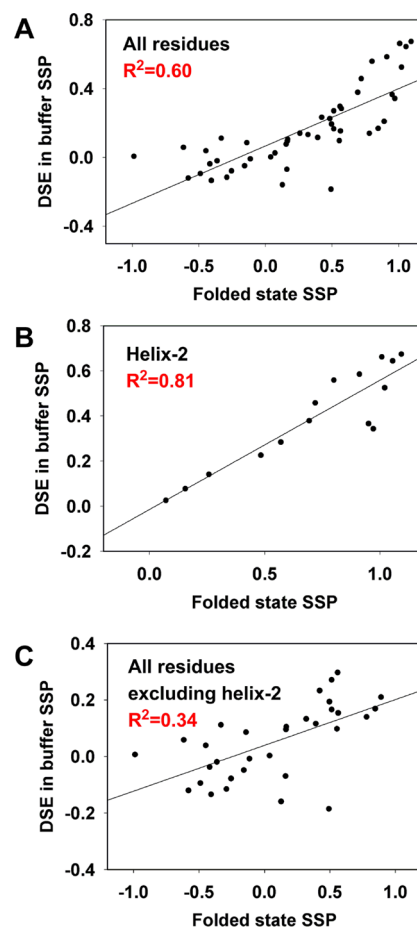 A
All residues
R²=0.60
DSE in buffer SSP
0.8
0.4
0.0
-0.4
-1.0 -0.5 0.0 0.5 1.0
Folded state SSP
B
Helix-2
R²=0.81
DSE in buffer SSP
0.8
0.6
0.4
0.2
0.0
-0.2
0.0 0.5 1.0
Folded state SSP
C
All residues
excluding helix-2
R²=0.34
DSE in buffer SSP
0.4
0.2
0.0
-0.2
-0.4
-1.0 -0.5 0.0 0.5 1.0
Folded state SSP